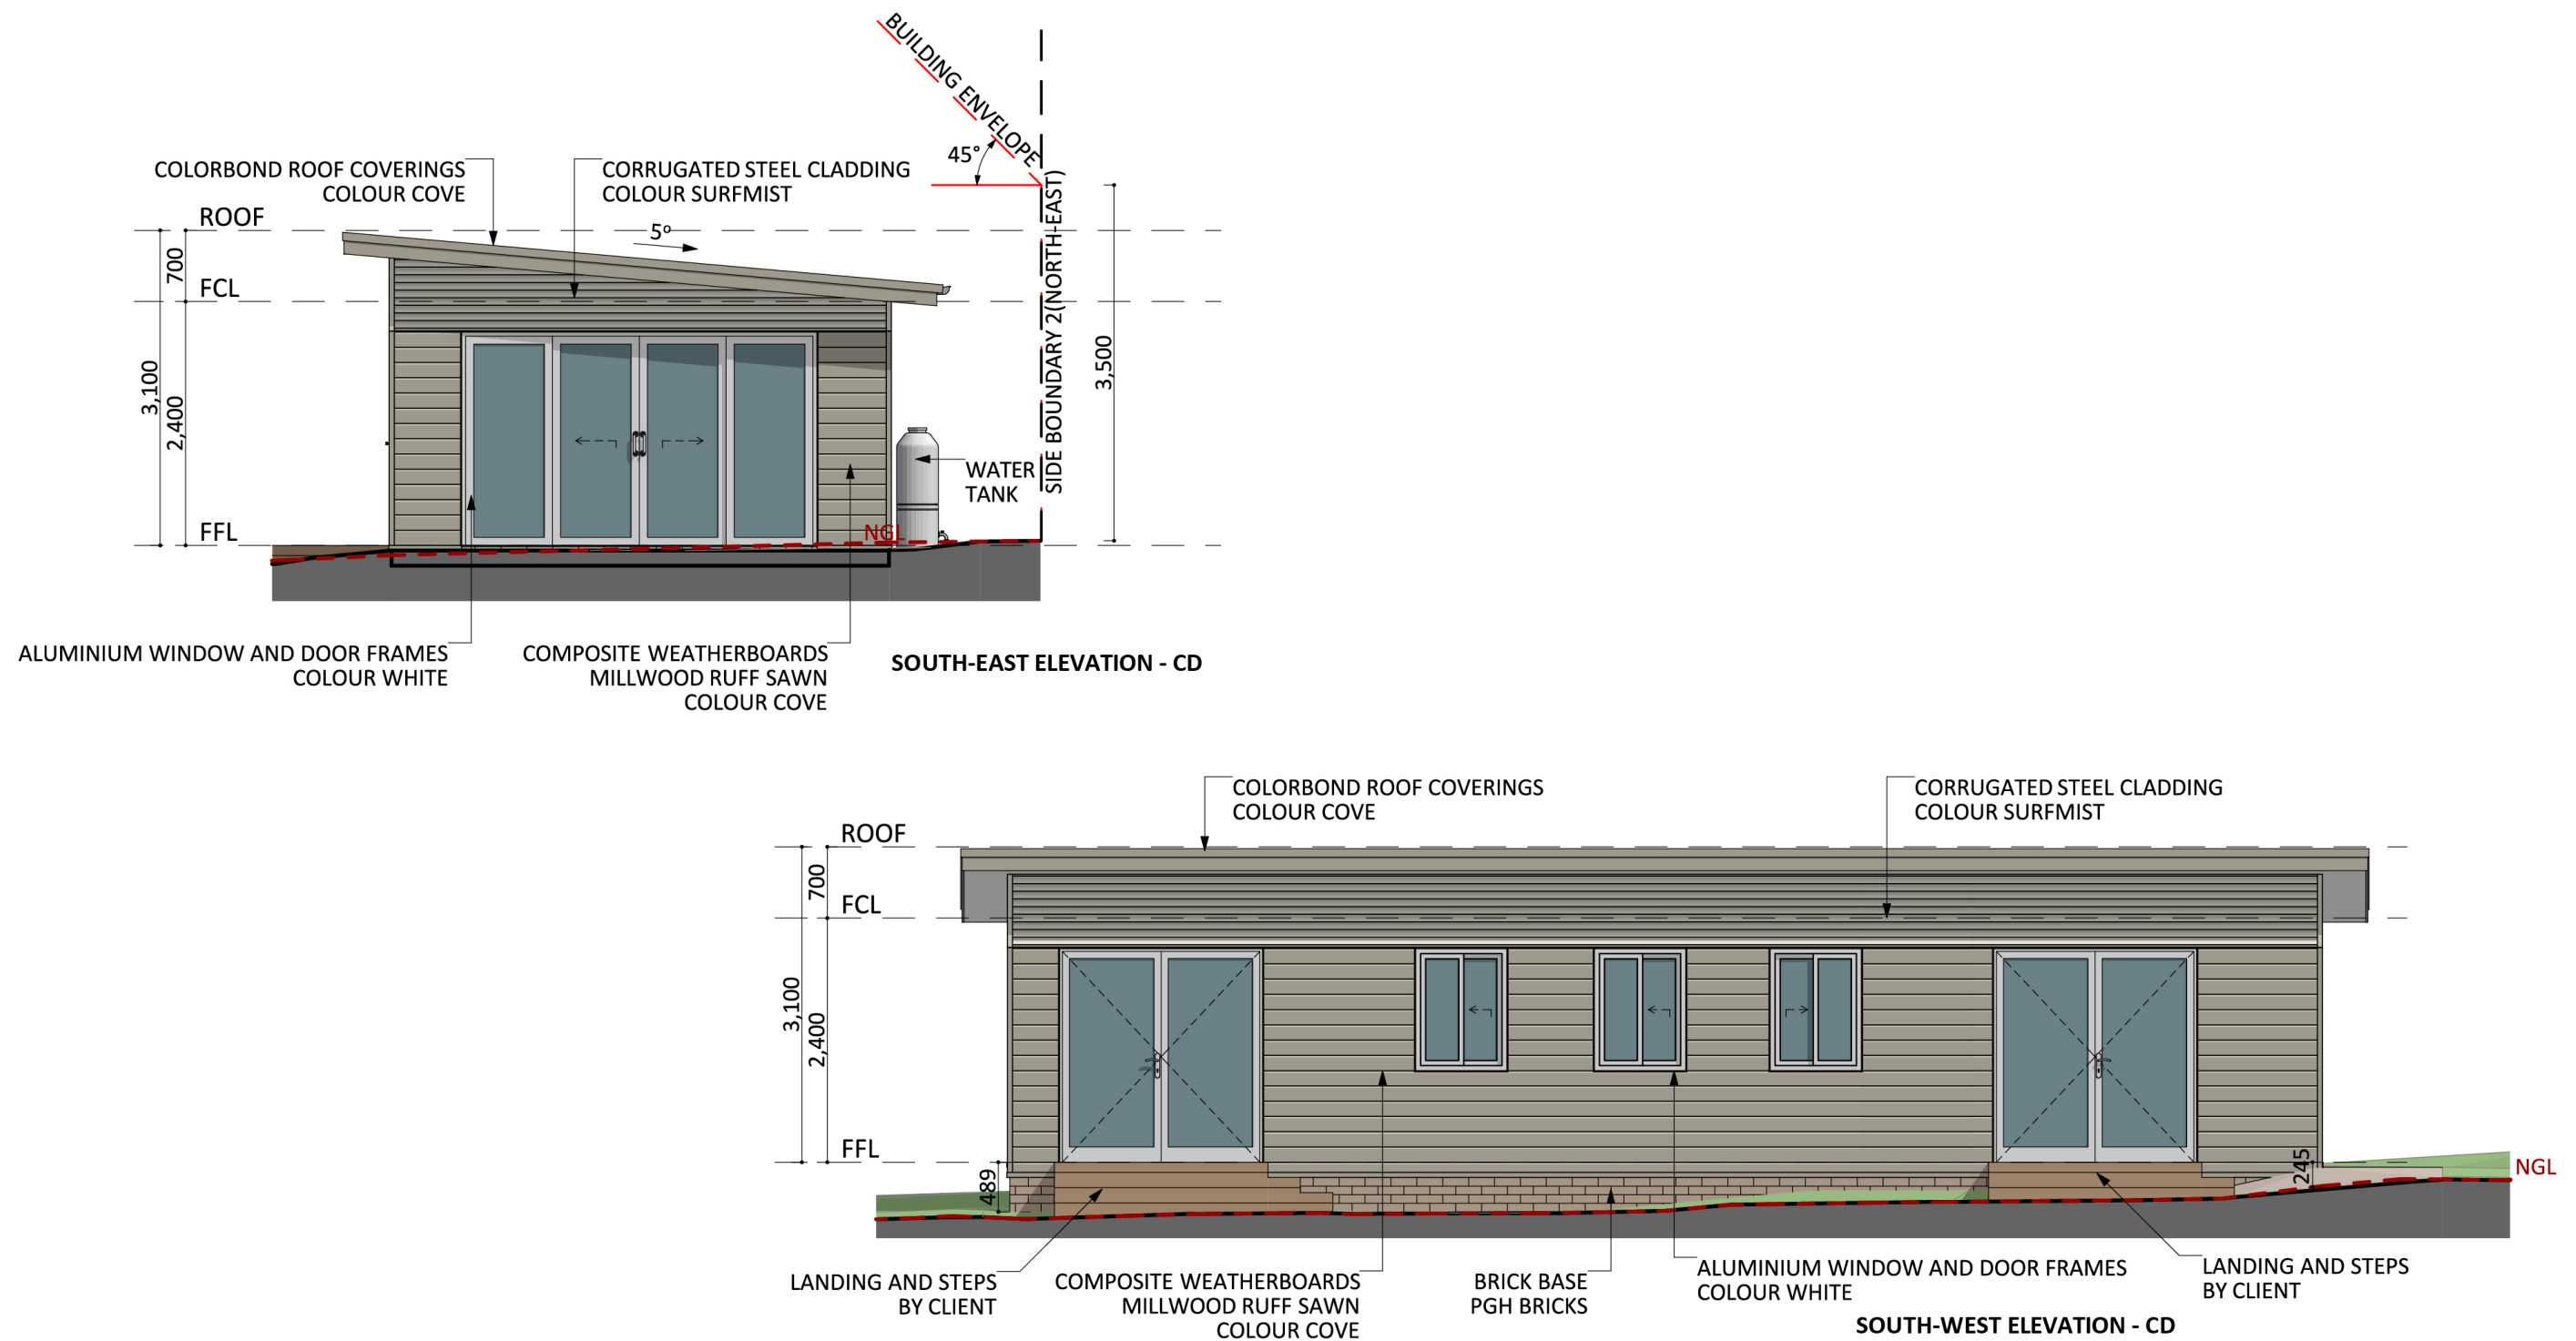 BUILDING ENVELOPE
45°
COLORBOND ROOF COVERINGS
COLOUR COVE
CORRUGATED STEEL CLADDING
COLOUR SURFMIST
SIDE BOUNDARY 2(NORTH-EAST)
ROOF
5º
700
FCL
3,100
2,400
3,500
WATER
TANK
FFL
NGL
ALUMINIUM WINDOW AND DOOR FRAMES
COLOUR WHITE
COMPOSITE WEATHERBOARDS
MILLWOOD RUFF SAWN
COLOUR COVE
SOUTH-EAST ELEVATION - CD
COLORBOND ROOF COVERINGS
COLOUR COVE
CORRUGATED STEEL CLADDING
COLOUR SURFMIST
ROOF
700
FCL
3,100
2,400
FFL
489
245
NGL
LANDING AND STEPS
BY CLIENT
COMPOSITE WEATHERBOARDS
MILLWOOD RUFF SAWN
COLOUR COVE
BRICK BASE
PGH BRICKS
ALUMINIUM WINDOW AND DOOR FRAMES
COLOUR WHITE
LANDING AND STEPS
BY CLIENT
SOUTH-WEST ELEVATION - CD